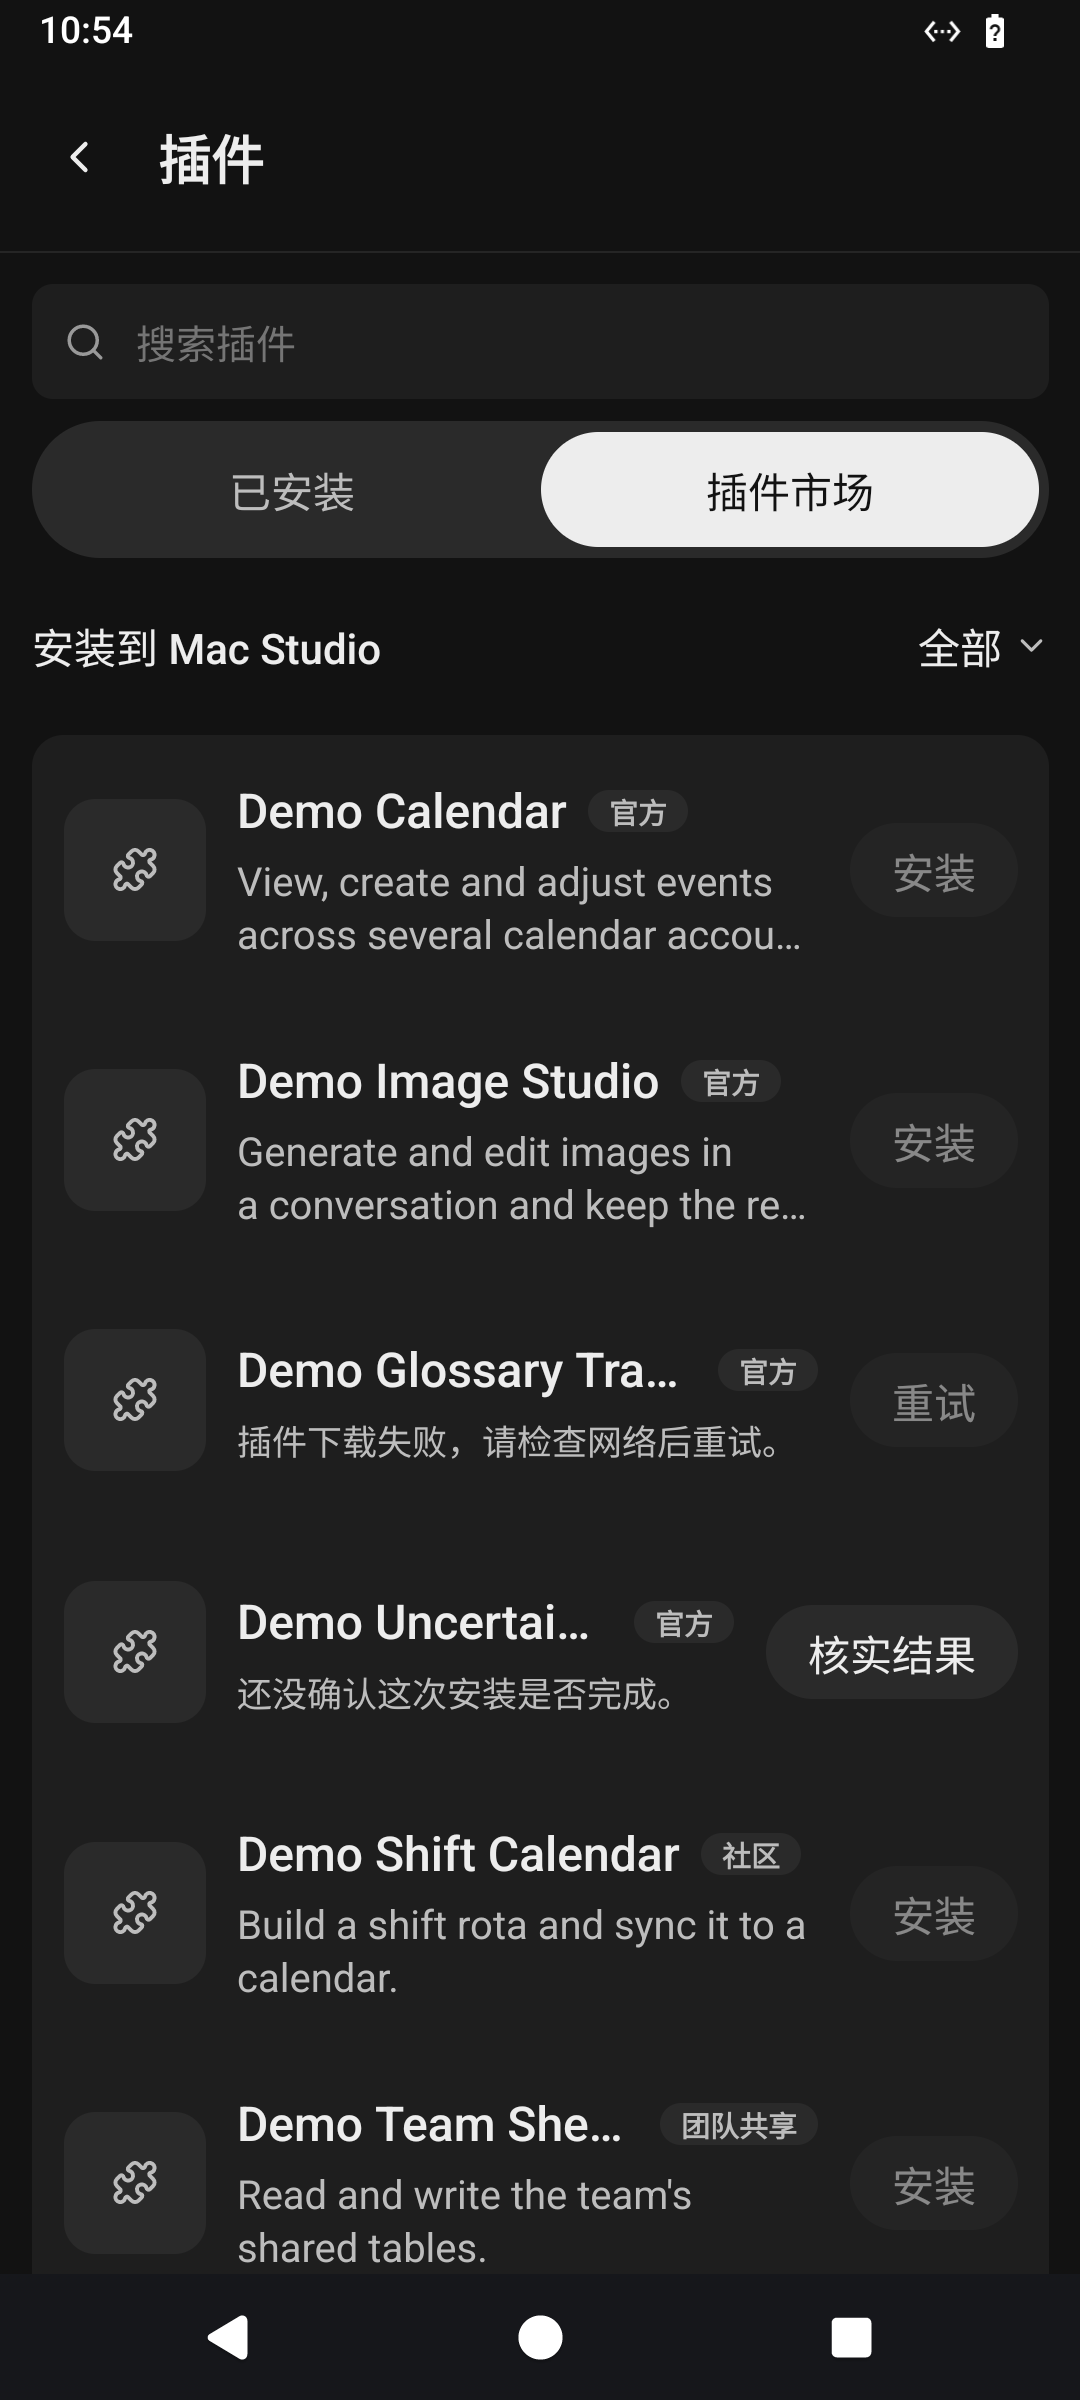 10:54
插件
搜索插件
已安装
插件市场
安装到 Mac Studio
全部
Demo Calendar 官方
View, create and adjust events
across several calendar accou…
安装
Demo Image Studio 官方
Generate and edit images in
a conversation and keep the re…
安装
Demo Glossary Tra… 官方
插件下载失败，请检查网络后重试。
重试
Demo Uncertai… 官方
还没确认这次安装是否完成。
核实结果
Demo Shift Calendar 社区
Build a shift rota and sync it to a
calendar.
安装
Demo Team She… 团队共享
Read and write the team's
shared tables.
安装